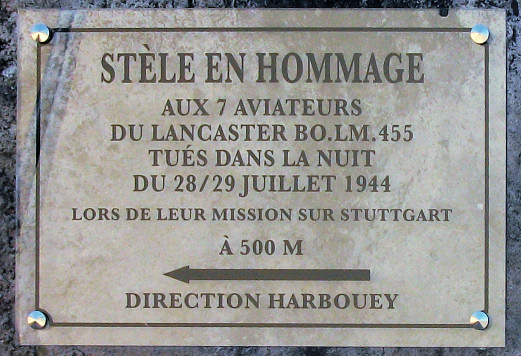 STÈLE EN HOMMAGE
AUX 7 AVIATEURS
DU LANCASTER BO.LM.455
TUÉS DANS LA NUIT
DU 28/29 JUILLET 1944
LORS DE LEUR MISSION SUR STUTTGART
À 500 M
DIRECTION HARBOUEY